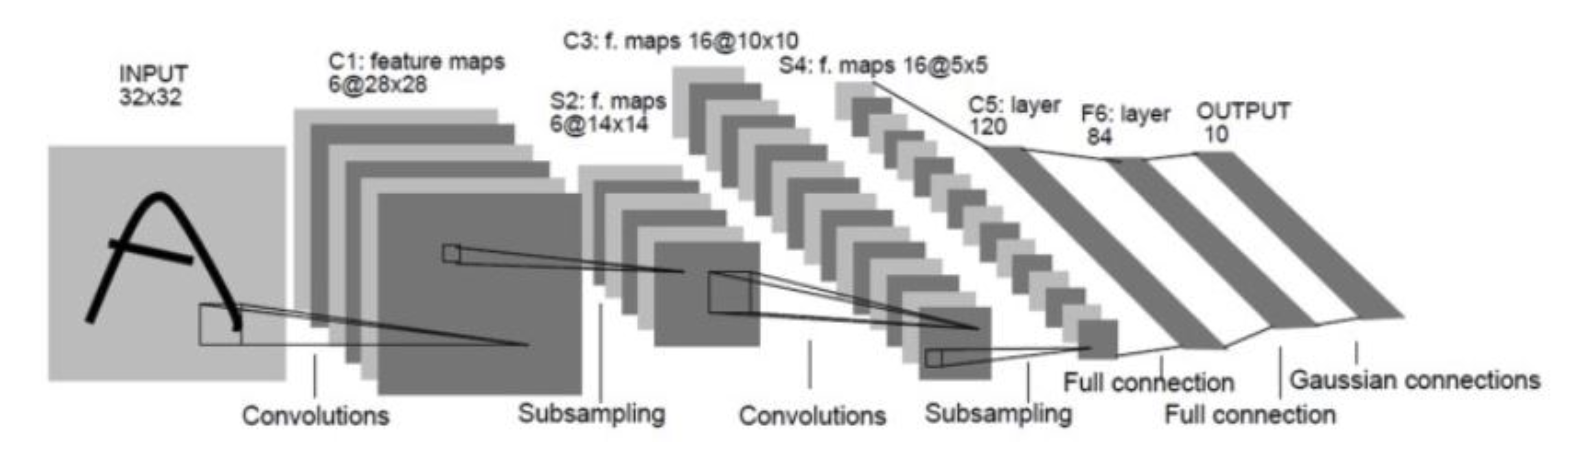 INPUT
32x32
C1: feature maps
6@28x28
S2: f. maps
6@14x14
C3: f. maps 16@10x10
S4: f. maps 16@5x5
C5: layer
120
F6: layer
84
OUTPUT
10
Convolutions
Subsampling
Convolutions
Subsampling
Full connection
Full connection
Gaussian connections